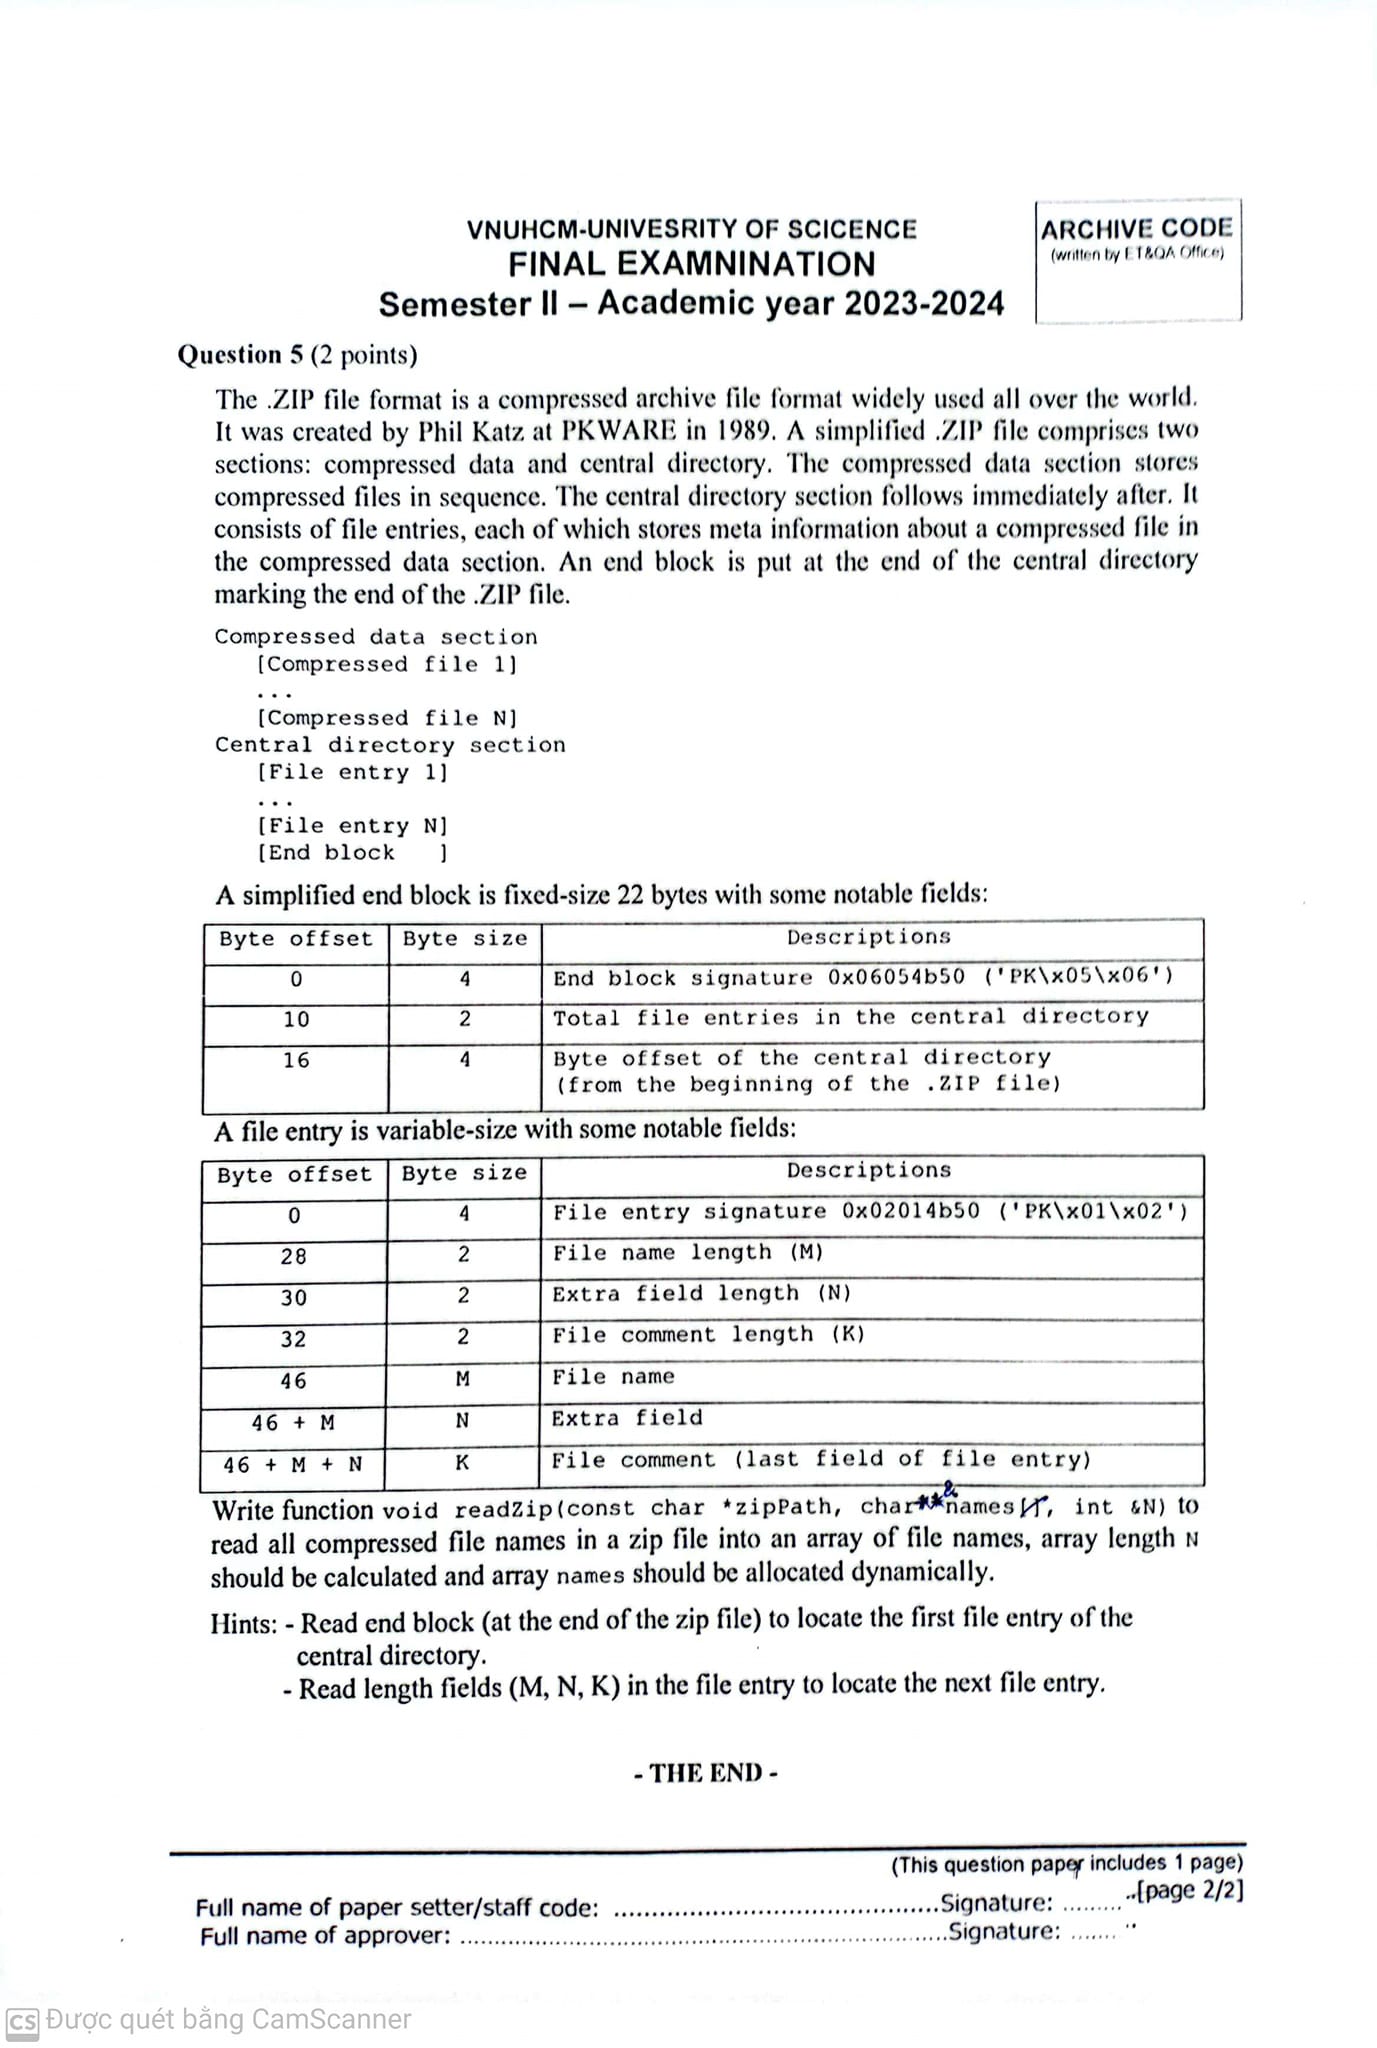 VNUHCM-UNIVESRITY OF SCICENCE
FINAL EXAMNINATION
Semester II – Academic year 2023-2024
ARCHIVE CODE
(written by ET&QA Office)
Question 5 (2 points)
The .ZIP file format is a compressed archive file format widely used all over the world.
It was created by Phil Katz at PKWARE in 1989. A simplified .ZIP file comprises two
sections: compressed data and central directory. The compressed data section stores
compressed files in sequence. The central directory section follows immediately after. It
consists of file entries, each of which stores meta information about a compressed file in
the compressed data section. An end block is put at the end of the central directory
marking the end of the .ZIP file.
Compressed data section
[Compressed file 1]
...
[Compressed file N]
Central directory section
[File entry 1]
...
[File entry N]
[End block ]
A simplified end block is fixed-size 22 bytes with some notable fields:
Byte offset Byte size Descriptions
0 4 End block signature 0x06054b50 ('PK\x05\x06')
10 2 Total file entries in the central directory
16 4 Byte offset of the central directory
(from the beginning of the .ZIP file)
A file entry is variable-size with some notable fields:
Byte offset Byte size Descriptions
0 4 File entry signature 0x02014b50 ('PK\x01\x02')
28 2 File name length (M)
30 2 Extra field length (N)
32 2 File comment length (K)
46 M File name
46 + M N Extra field
46 + M + N K File comment (last field of file entry)
Write function void readZip(const char *zipPath, char**&names, int &N) to
read all compressed file names in a zip file into an array of file names, array length N
should be calculated and array names should be allocated dynamically.
Hints: - Read end block (at the end of the zip file) to locate the first file entry of the
central directory.
- Read length fields (M, N, K) in the file entry to locate the next file entry.
- THE END -
(This question paper includes 1 page)
[page 2/2]
Full name of paper setter/staff code: ........................................Signature: .........
Full name of approver: ........................................................Signature: .......
CS Được quét bằng CamScanner